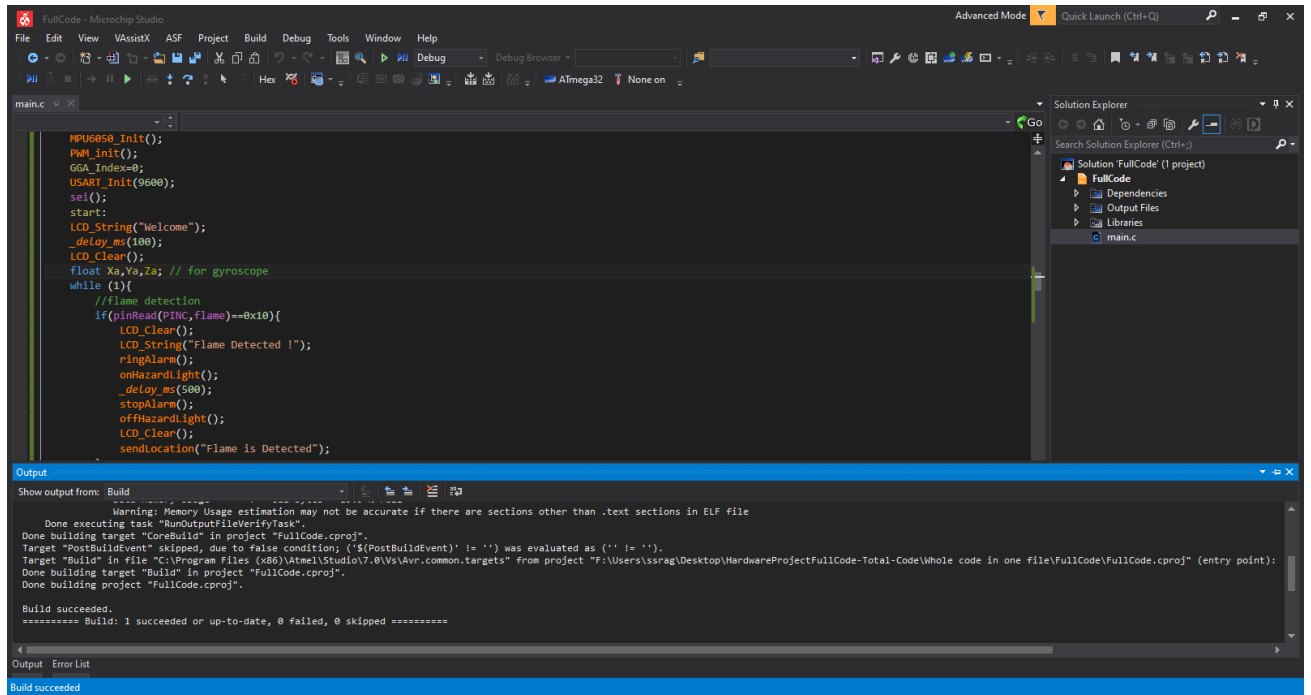 FullCode - Microchip Studio
Advanced Mode
Quick Launch (Ctrl+Q)
File Edit View VAssistX ASF Project Build Debug Tools Window Help
Debug
Debug Browser
Hex
ATmega32
None on
main.c
Go
MPU6050_Init();
PWM_init();
GGA_Index=0;
USART_Init(9600);
sei();
start:
LCD_String("Welcome");
_delay_ms(100);
LCD_Clear();
float Xa,Ya,Za; // for gyroscope
while (1){
//flame detection
if(pinRead(PINC,flame)==0x10){
LCD_Clear();
LCD_String("Flame Detected !");
ringAlarm();
onHazardLight();
_delay_ms(500);
stopAlarm();
offHazardLight();
LCD_Clear();
sendLocation("Flame is Detected");
Solution Explorer
Search Solution Explorer (Ctrl+;)
Solution 'FullCode' (1 project)
FullCode
Dependencies
Output Files
Libraries
main.c
Output
Show output from: Build
Warning: Memory Usage estimation may not be accurate if there are sections other than .text sections in ELF file
Done executing task "RunOutputFileVerifyTask".
Done building target "CoreBuild" in project "FullCode.cproj".
Target "PostBuildEvent" skipped, due to false condition; ('$(PostBuildEvent)' != '') was evaluated as ('' != '').
Target "Build" in file "C:\Program Files (x86)\Atmel\Studio\7.0\Vs\Avr.common.targets" from project "F:\Users\ssrag\Desktop\HardwareProjectFullCode-Total-Code\Whole code in one file\FullCode\FullCode.cproj" (entry point):
Done building target "Build" in project "FullCode.cproj".
Done building project "FullCode.cproj".
Build succeeded.
========== Build: 1 succeeded or up-to-date, 0 failed, 0 skipped ==========
Output Error List
Build succeeded